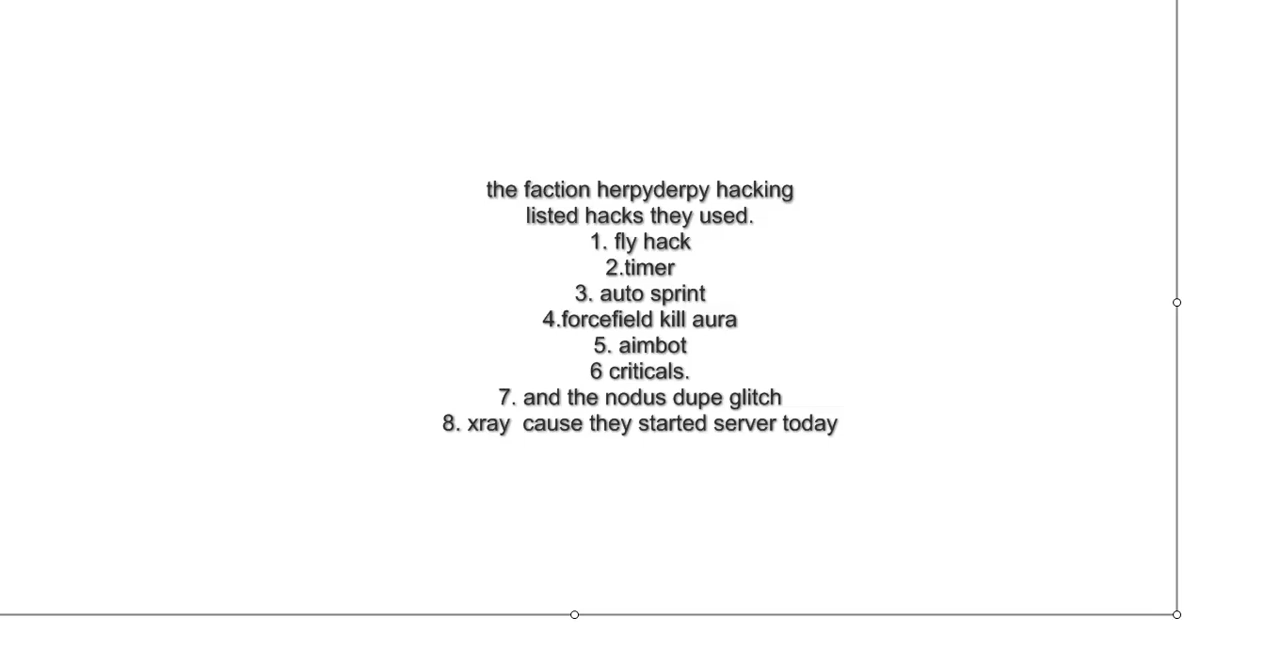 the faction herpyderpy hacking
listed hacks they used.
1. fly hack
2.timer
3. auto sprint
4.forcefield kill aura
5. aimbot
6 criticals.
7. and the nodus dupe glitch
8. xray  cause they started server today